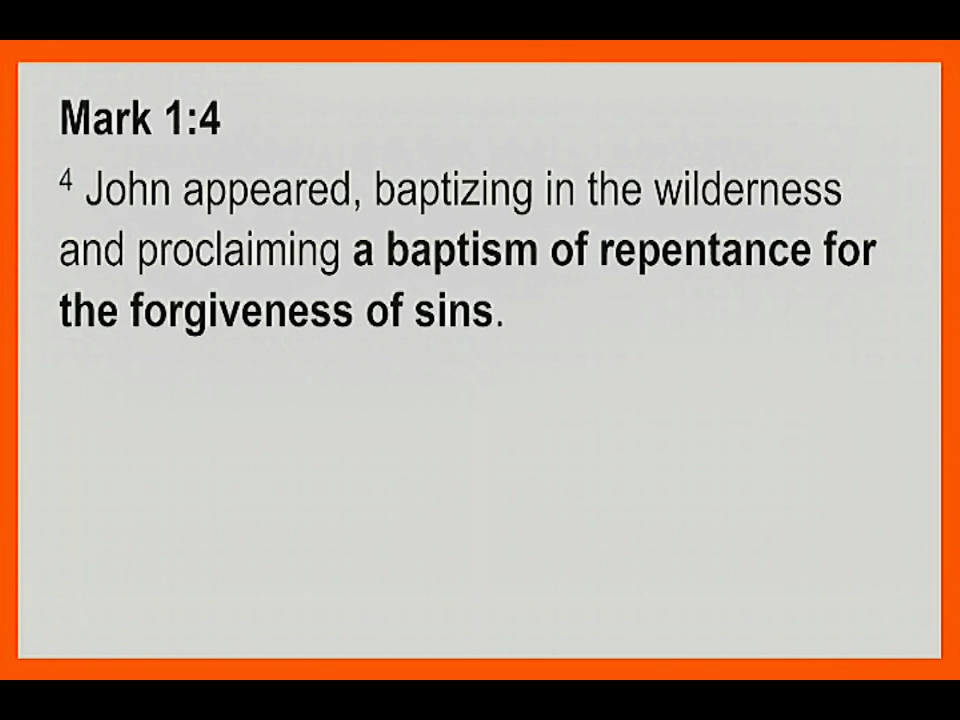 Mark 1:4
4 John appeared, baptizing in the wilderness
and proclaiming a baptism of repentance for
the forgiveness of sins.